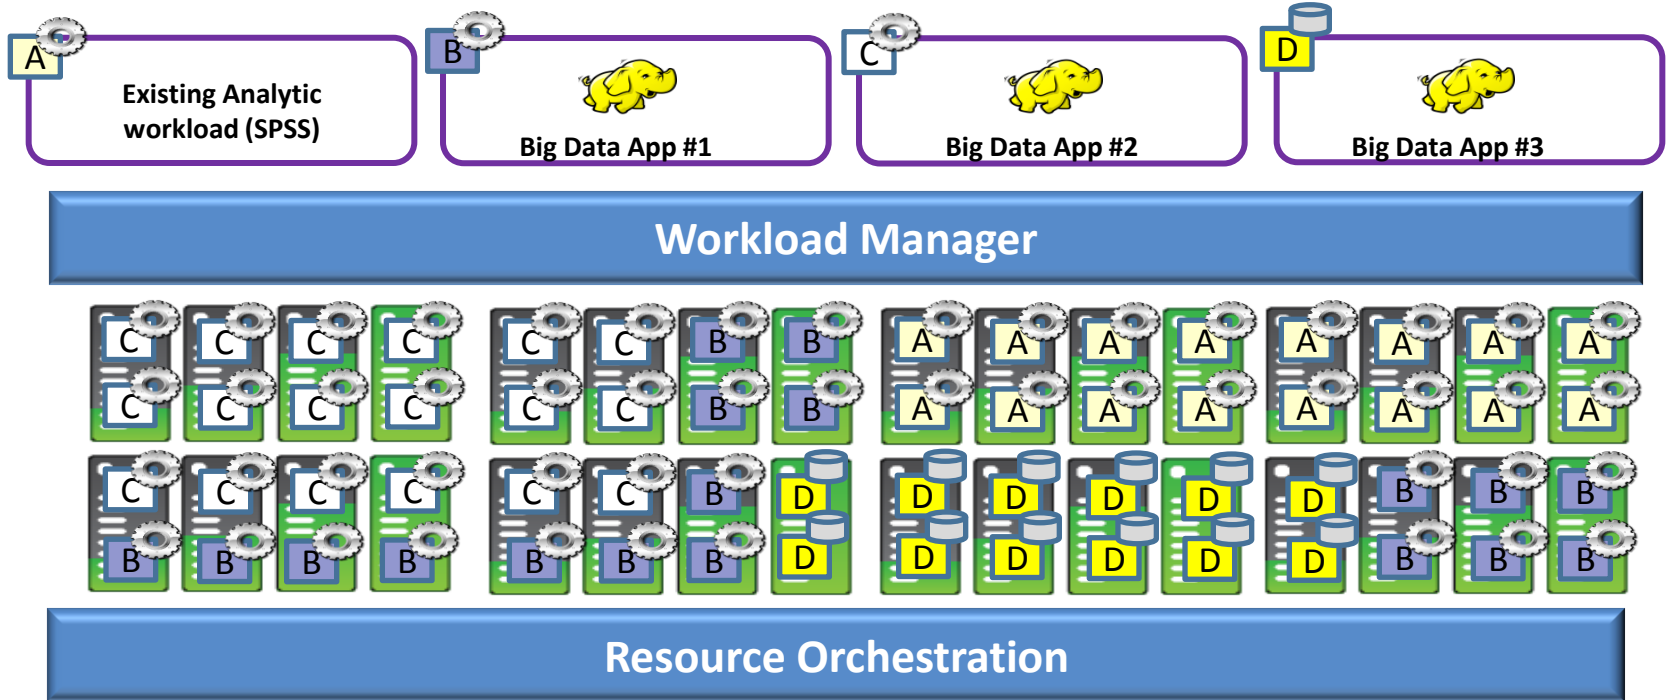 A B C D
Existing Analytic
workload (SPSS)
Big Data App #1 Big Data App #2 Big Data App #3
Workload Manager
C C C C C C B B A A A A A A A A
C C C C C C B B A A A A A A A A
C C C C C C B D D D D D D B B B
B B B B B B B D D D D D D B B B
Resource Orchestration